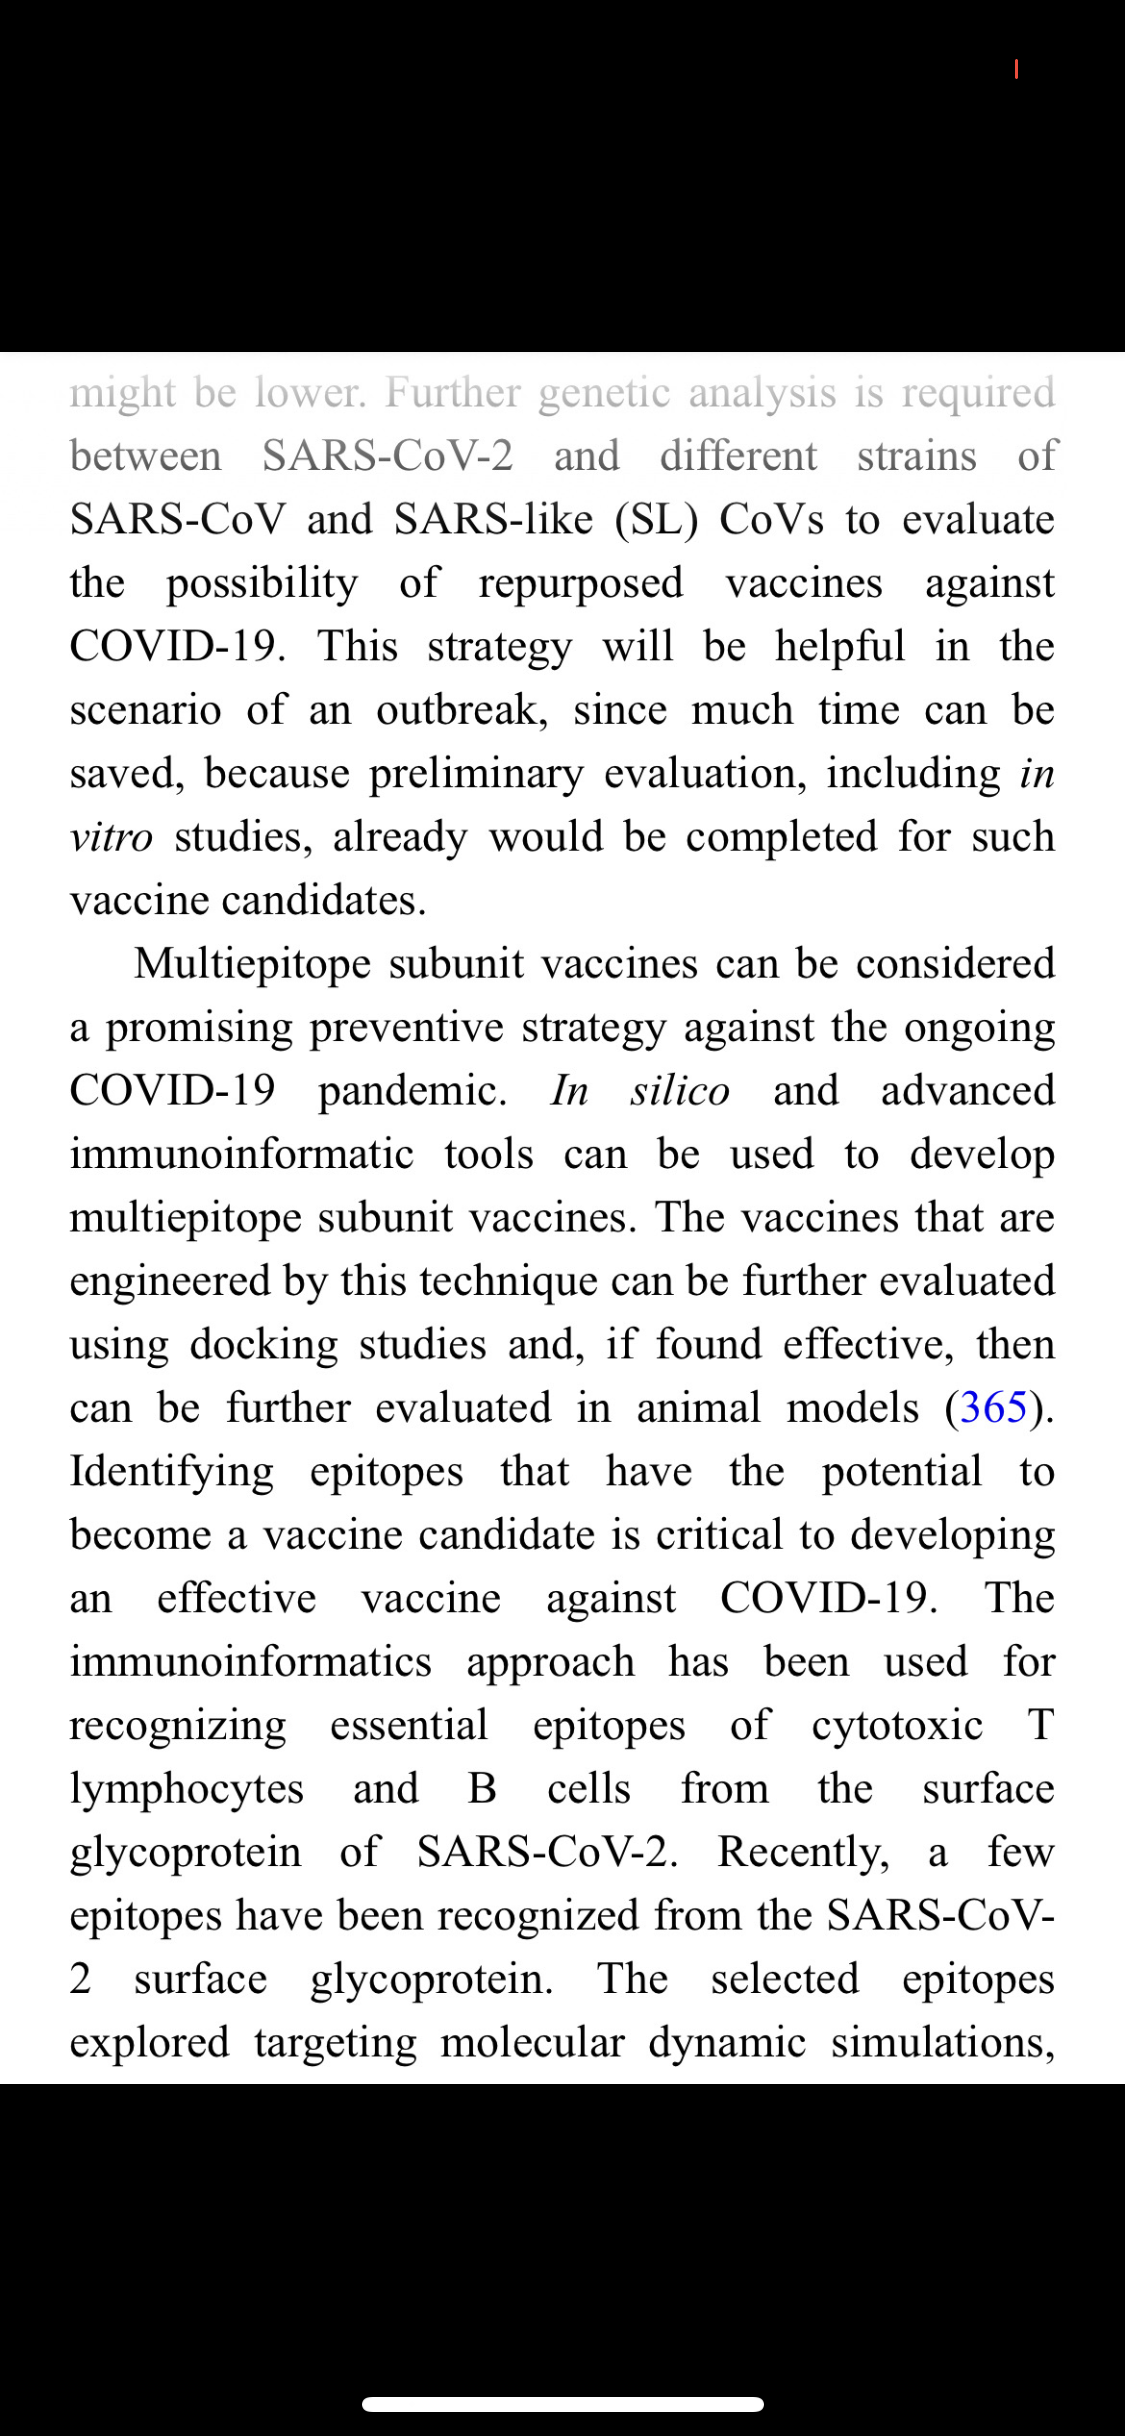 might be lower. Further genetic analysis is required
between SARS-CoV-2 and different strains of
SARS-CoV and SARS-like (SL) CoVs to evaluate
the possibility of repurposed vaccines against
COVID-19. This strategy will be helpful in the
scenario of an outbreak, since much time can be
saved, because preliminary evaluation, including in
vitro studies, already would be completed for such
vaccine candidates.
Multiepitope subunit vaccines can be considered
a promising preventive strategy against the ongoing
COVID-19 pandemic. In silico and advanced
immunoinformatic tools can be used to develop
multiepitope subunit vaccines. The vaccines that are
engineered by this technique can be further evaluated
using docking studies and, if found effective, then
can be further evaluated in animal models (365).
Identifying epitopes that have the potential to
become a vaccine candidate is critical to developing
an effective vaccine against COVID-19. The
immunoinformatics approach has been used for
recognizing essential epitopes of cytotoxic T
lymphocytes and B cells from the surface
glycoprotein of SARS-CoV-2. Recently, a few
epitopes have been recognized from the SARS-CoV-
2 surface glycoprotein. The selected epitopes
explored targeting molecular dynamic simulations,